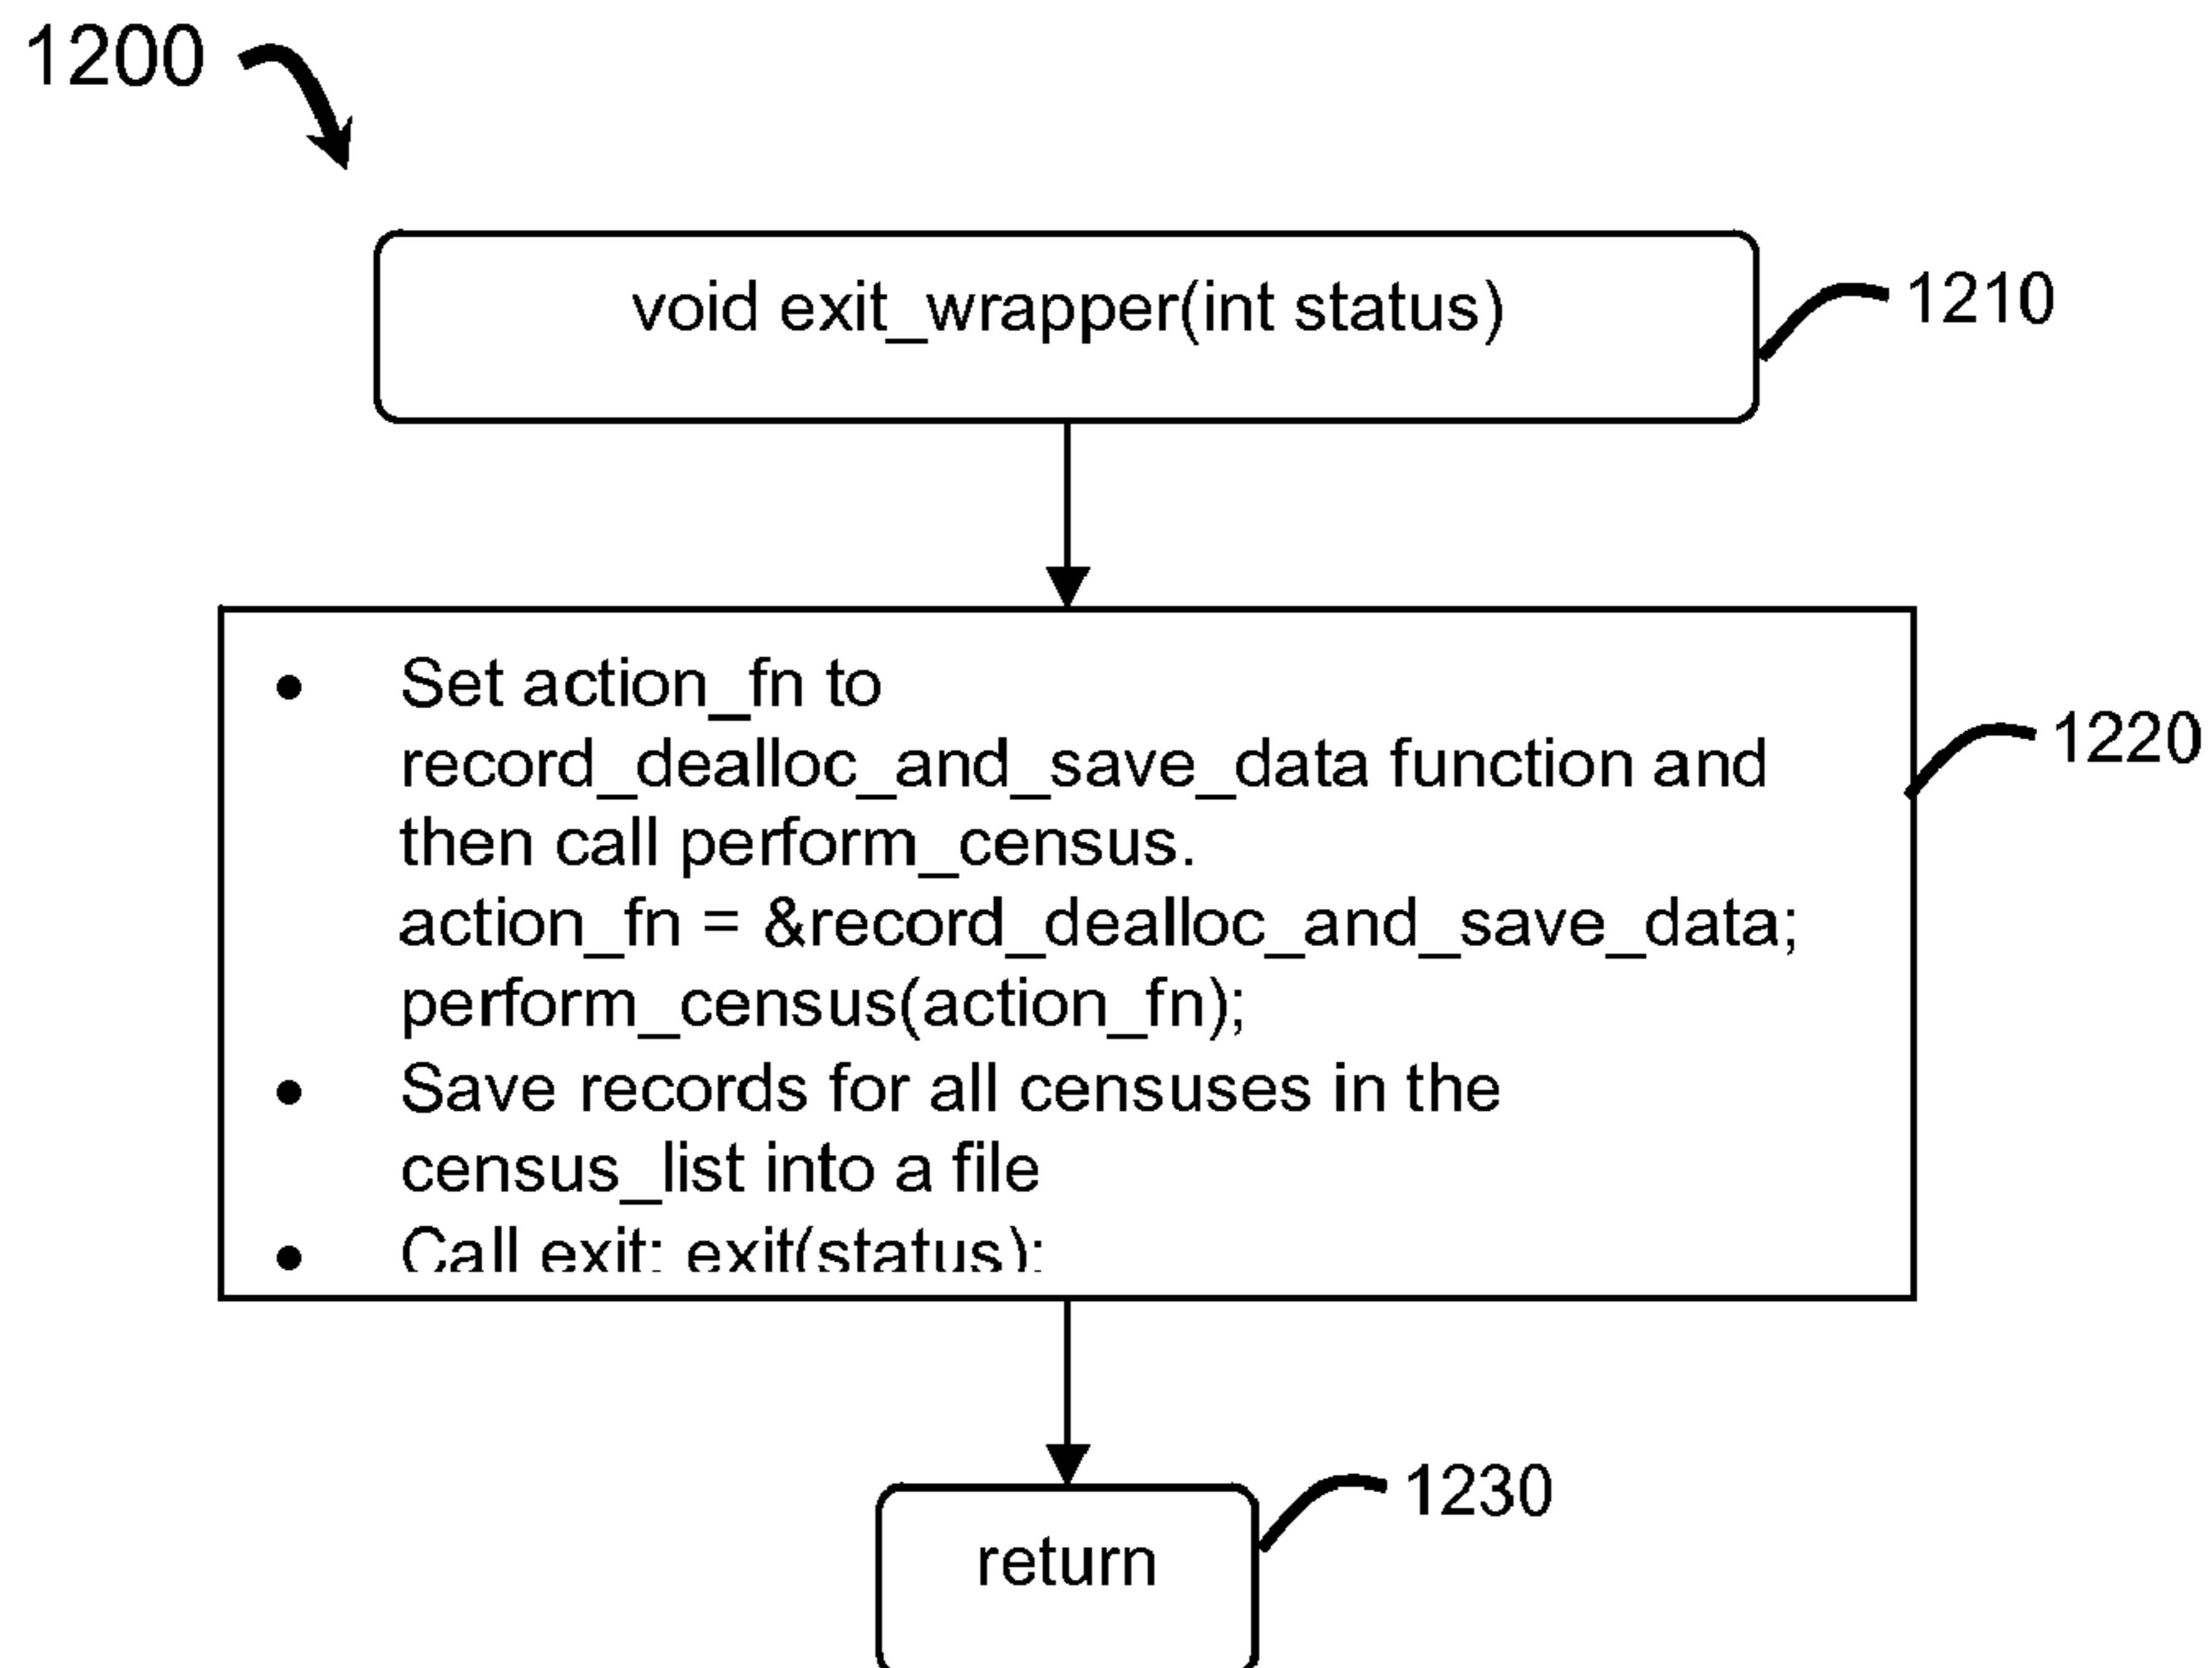 1200
void exit_wrapper(int status)
1210
• Set action_fn to
record_dealloc_and_save_data function and
then call perform_census.
action_fn = &record_dealloc_and_save_data;
perform_census(action_fn);
• Save records for all censuses in the
census_list into a file
• Call exit: exit(status);
1220
return
1230